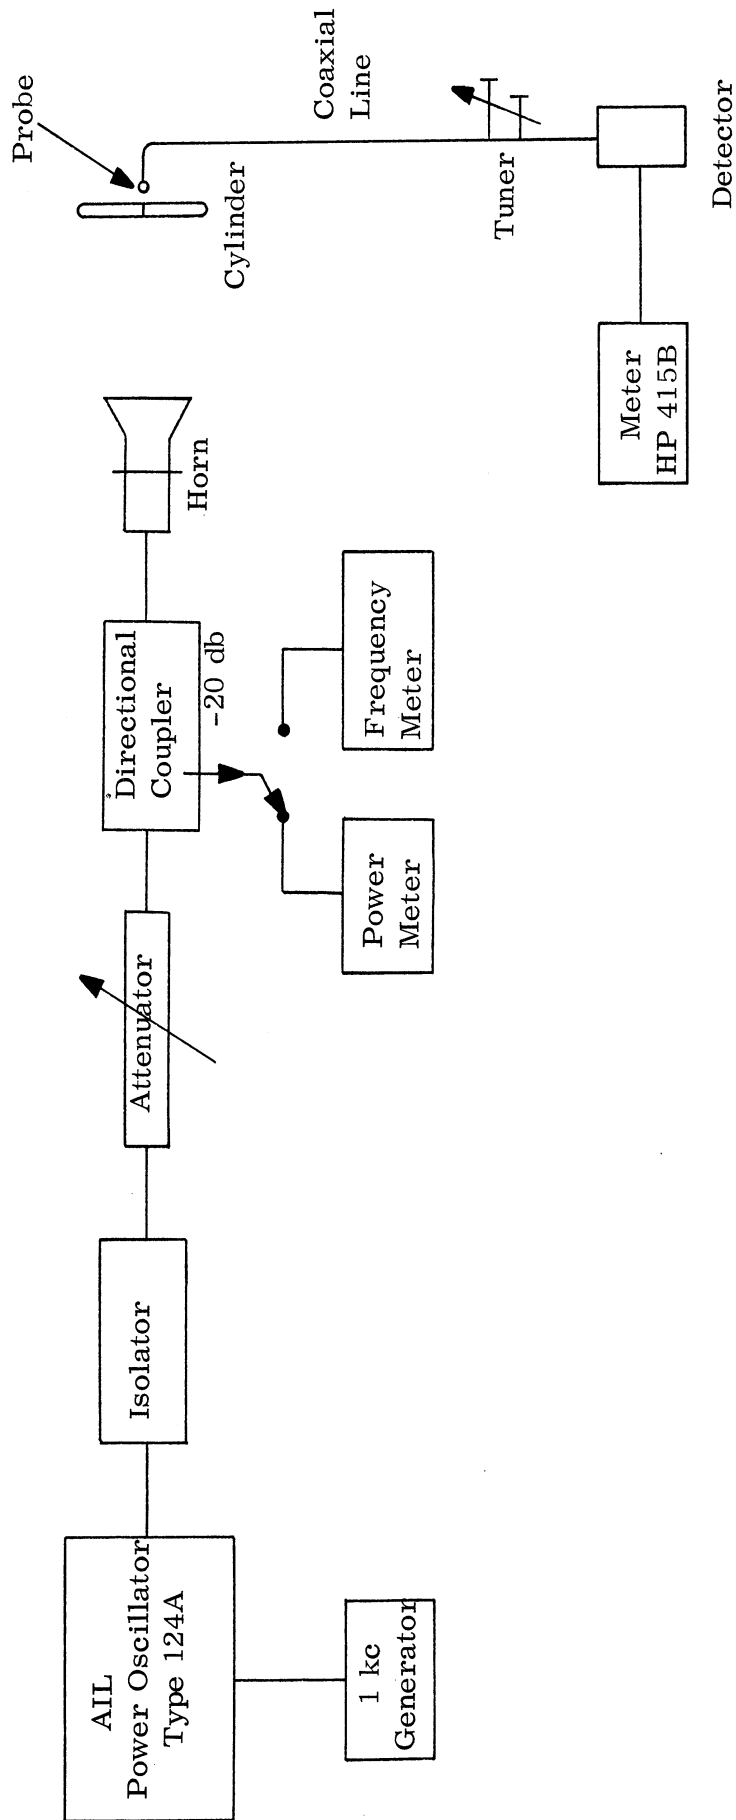 AIL
Power Oscillator
Type 124A
1 kc
Generator
Isolator
Attenuator
Directional
Coupler
-20 db
Power
Meter
Frequency
Meter
Horn
Probe
Cylinder
Coaxial
Line
Tuner
Detector
Meter
HP 415B